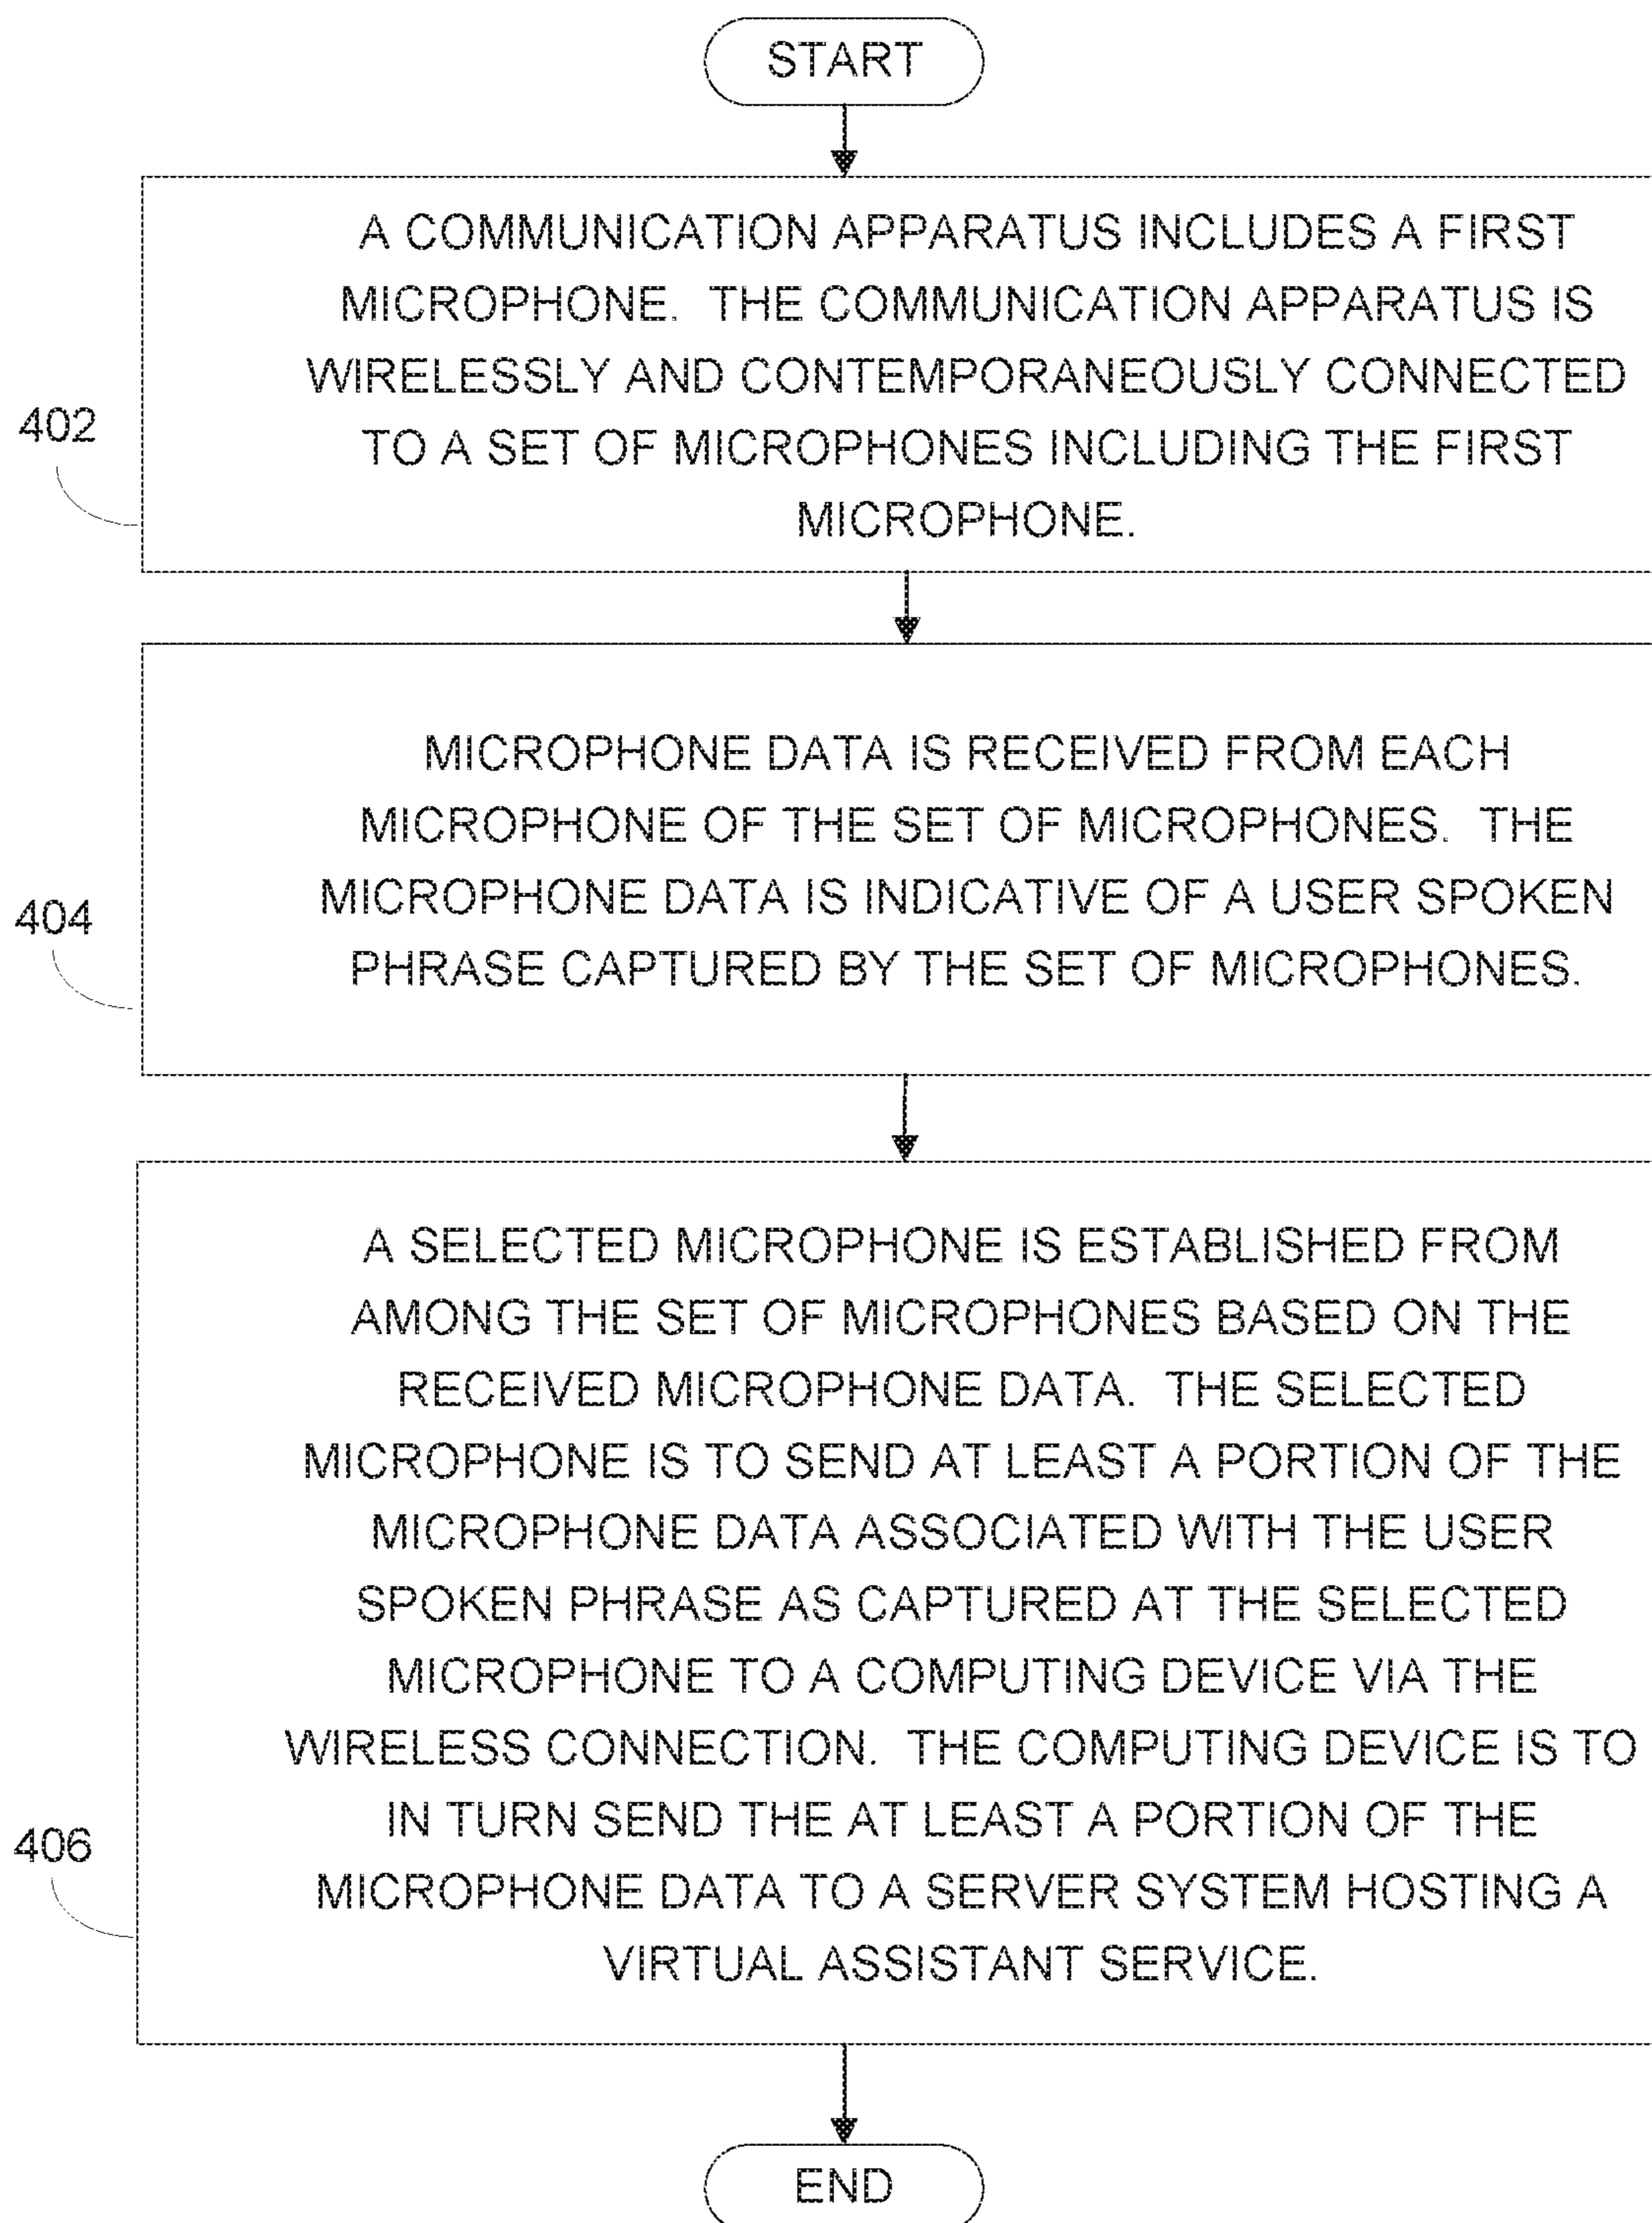 START
A COMMUNICATION APPARATUS INCLUDES A FIRST
MICROPHONE. THE COMMUNICATION APPARATUS IS
WIRELESSLY AND CONTEMPORANEOUSLY CONNECTED
TO A SET OF MICROPHONES INCLUDING THE FIRST
MICROPHONE.
402
MICROPHONE DATA IS RECEIVED FROM EACH
MICROPHONE OF THE SET OF MICROPHONES. THE
MICROPHONE DATA IS INDICATIVE OF A USER SPOKEN
PHRASE CAPTURED BY THE SET OF MICROPHONES.
404
A SELECTED MICROPHONE IS ESTABLISHED FROM
AMONG THE SET OF MICROPHONES BASED ON THE
RECEIVED MICROPHONE DATA. THE SELECTED
MICROPHONE IS TO SEND AT LEAST A PORTION OF THE
MICROPHONE DATA ASSOCIATED WITH THE USER
SPOKEN PHRASE AS CAPTURED AT THE SELECTED
MICROPHONE TO A COMPUTING DEVICE VIA THE
WIRELESS CONNECTION. THE COMPUTING DEVICE IS TO
IN TURN SEND THE AT LEAST A PORTION OF THE
MICROPHONE DATA TO A SERVER SYSTEM HOSTING A
VIRTUAL ASSISTANT SERVICE.
406
END